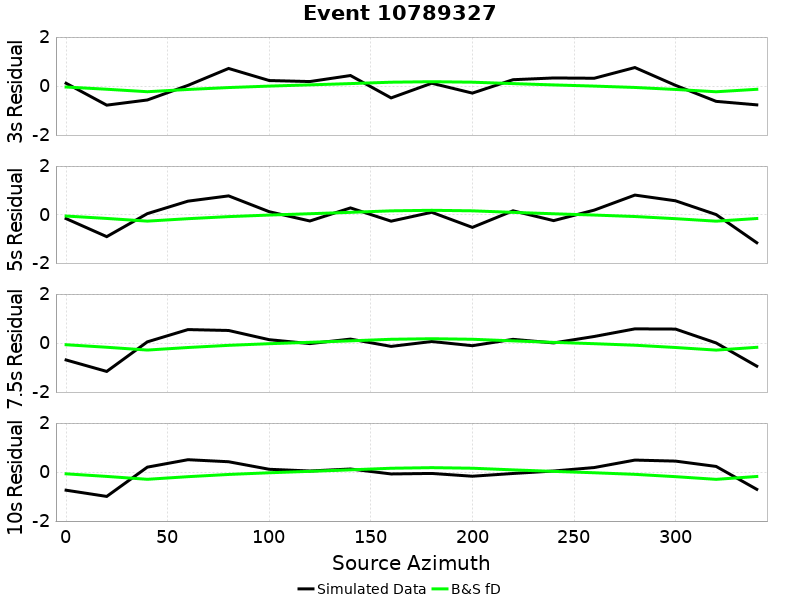 Event 10789327
3s Residual
2
0
-2
5s Residual
2
0
-2
7.5s Residual
2
0
-2
10s Residual
2
0
-2
0 50 100 150 200 250 300
Source Azimuth
Simulated Data B&S fD